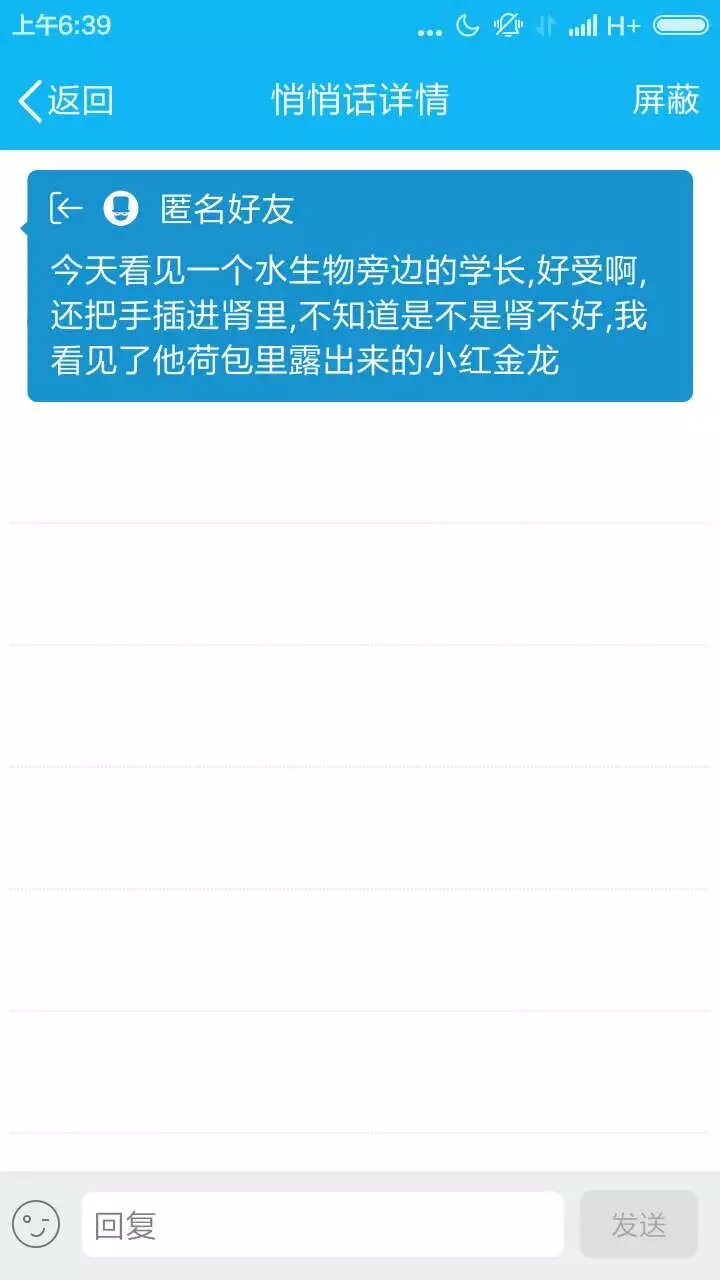 上午6:39
... H+
返回
悄悄话详情
屏蔽
匿名好友
今天看见一个水生物旁边的学长,好受啊,
还把手插进肾里,不知道是不是肾不好,我
看见了他荷包里露出来的小红金龙
回复
发送